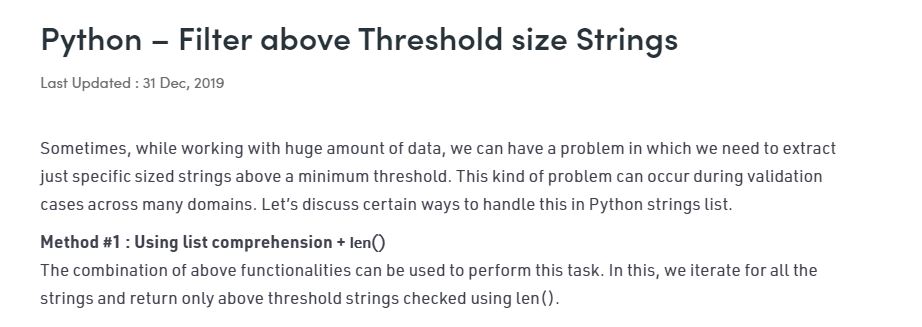 Python – Filter above Threshold size Strings
Last Updated : 31 Dec, 2019
Sometimes, while working with huge amount of data, we can have a problem in which we need to extract
just specific sized strings above a minimum threshold. This kind of problem can occur during validation
cases across many domains. Let’s discuss certain ways to handle this in Python strings list.
Method #1 : Using list comprehension + len()
The combination of above functionalities can be used to perform this task. In this, we iterate for all the
strings and return only above threshold strings checked using len().